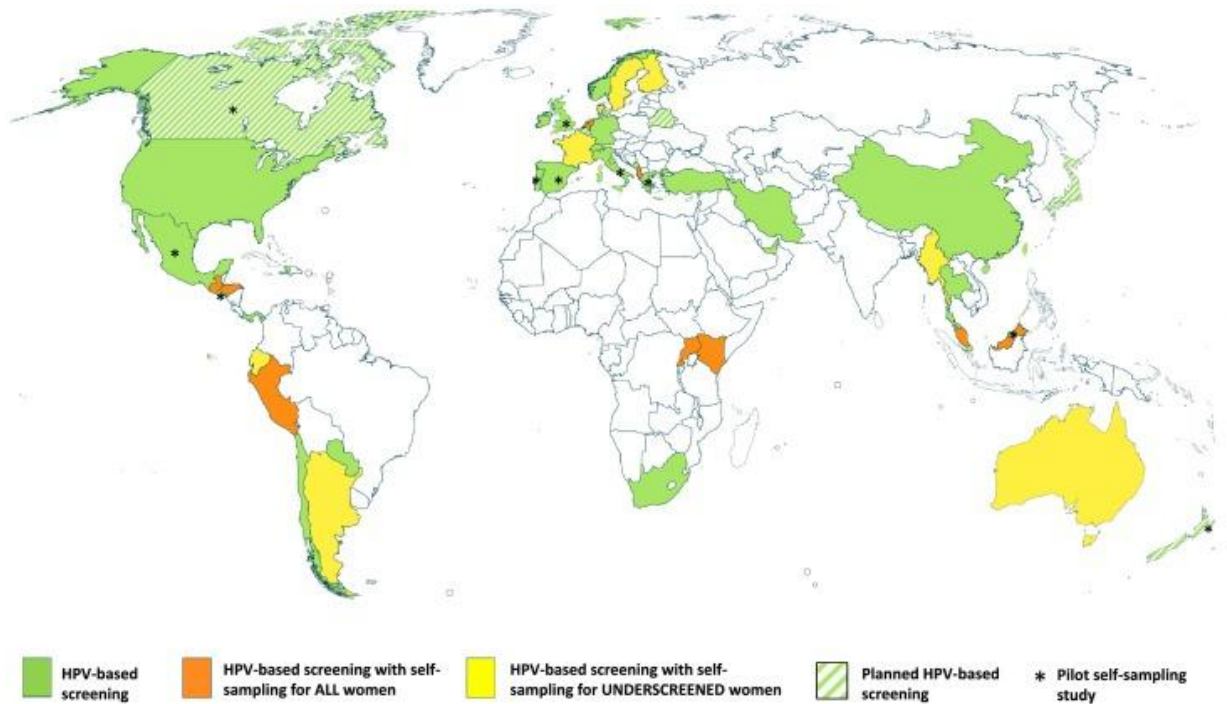 HPV-based
screening
HPV-based screening with self-
sampling for ALL women
HPV-based screening with self-
sampling for UNDERSCREENED women
Planned HPV-based
screening
* Pilot self-sampling
study